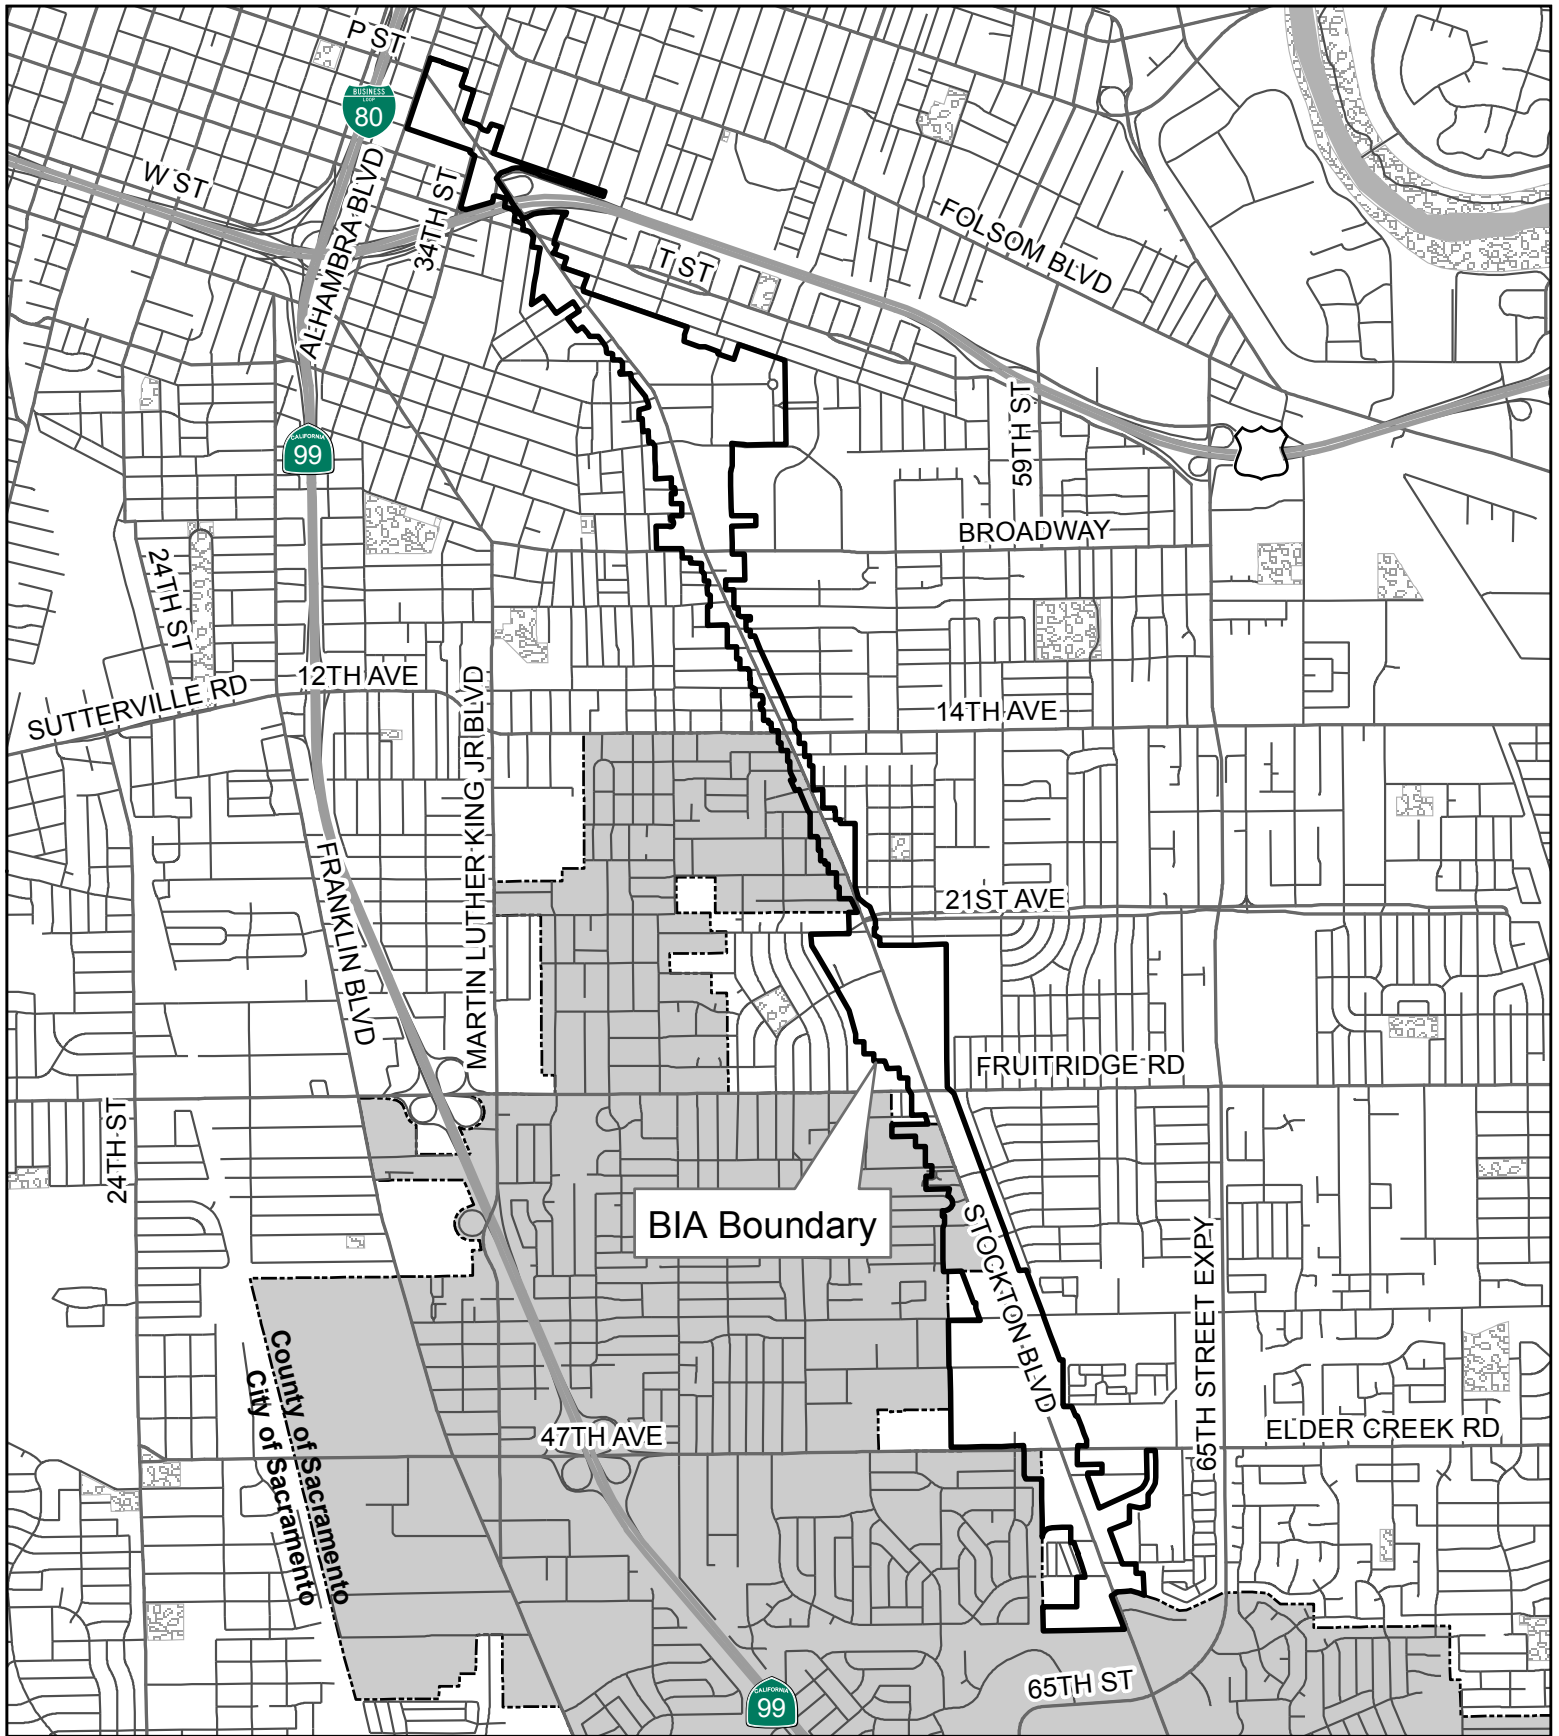 P ST
BUSINESS
LOOP
80
W ST
ALHAMBRA BLVD
34TH ST
T ST
FOLSOM BLVD
59TH ST
CALIFORNIA
99
BROADWAY
24TH ST
12TH AVE
SUTTERVILLE RD
MARTIN LUTHER KING JR BLVD
14TH AVE
FRANKLIN BLVD
21ST AVE
FRUITRIDGE RD
24TH ST
BIA Boundary
STOCKTON BLVD
65TH STREET EXPY
County of Sacramento
City of Sacramento
47TH AVE
ELDER CREEK RD
65TH ST
CALIFORNIA
99